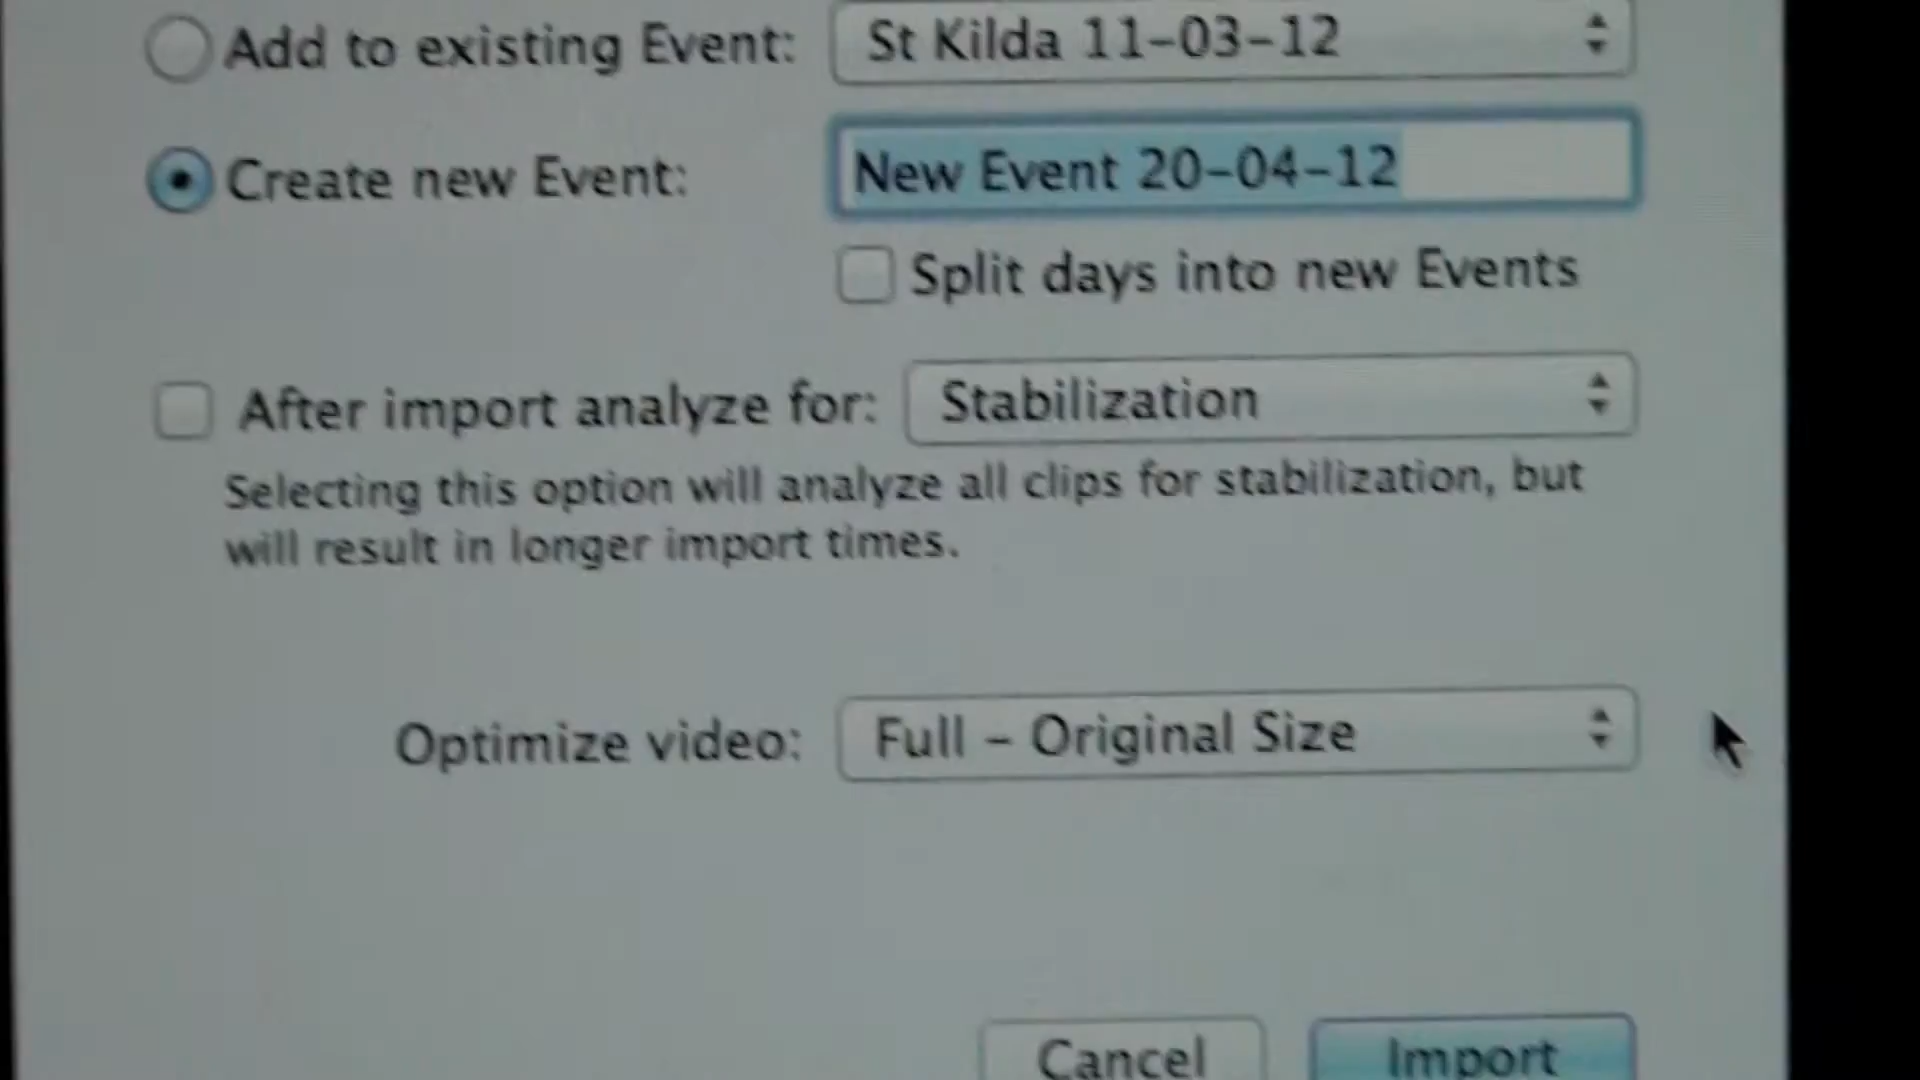 Add to existing Event: St Kilda 11-03-12
Create new Event: New Event 20-04-12
Split days into new Events
After import analyze for: Stabilization
Selecting this option will analyze all clips for stabilization, but
will result in longer import times.
Optimize video: Full - Original Size
Cancel Import